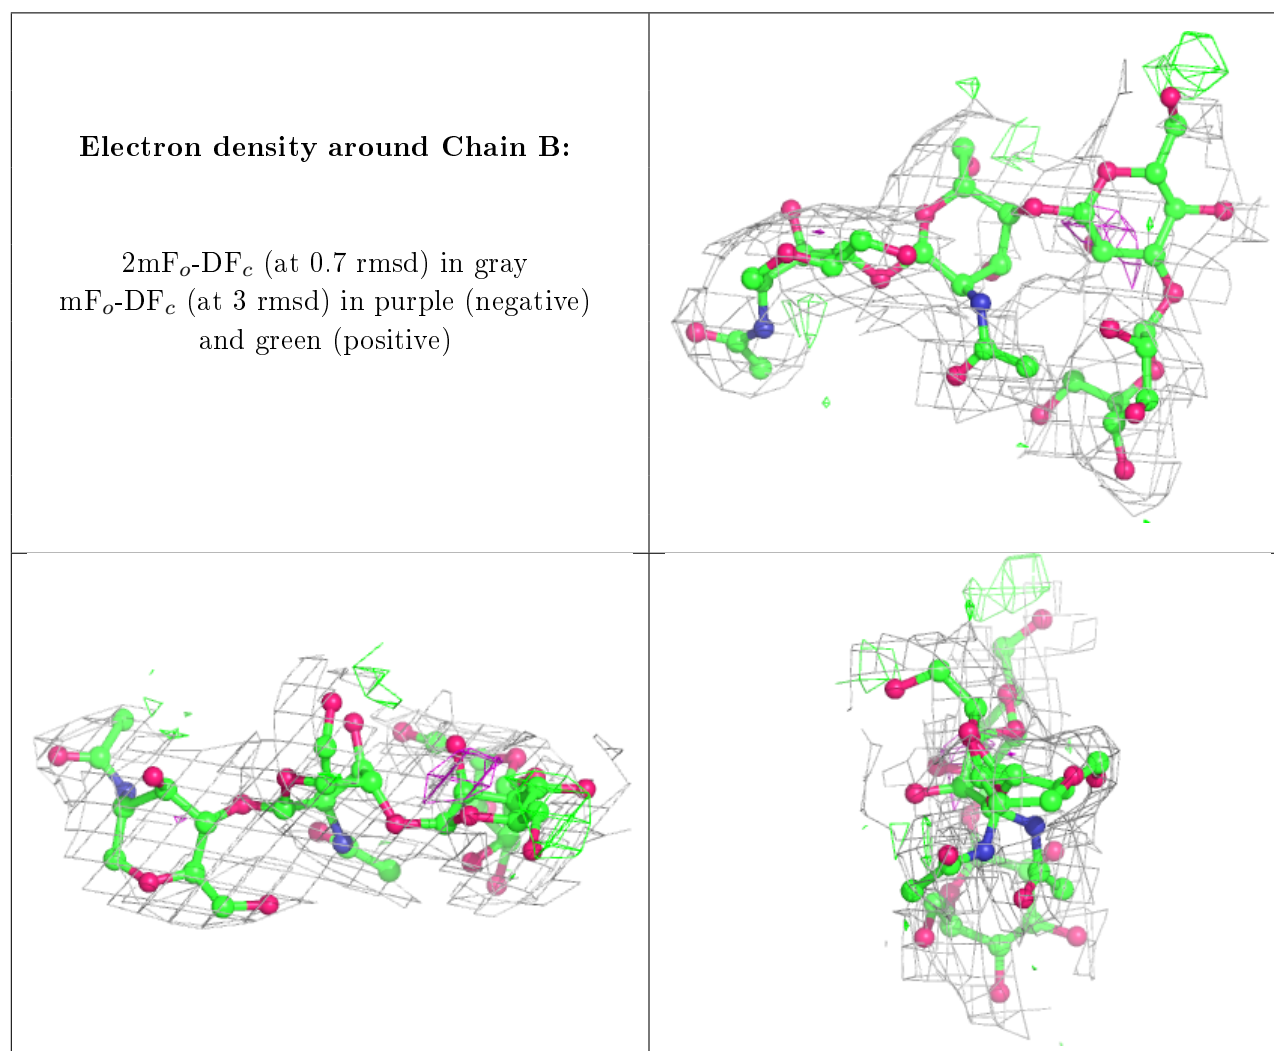 Electron density around Chain B:
2mFₒ-DF𝒸 (at 0.7 rmsd) in gray
mFₒ-DF𝒸 (at 3 rmsd) in purple (negative)
and green (positive)